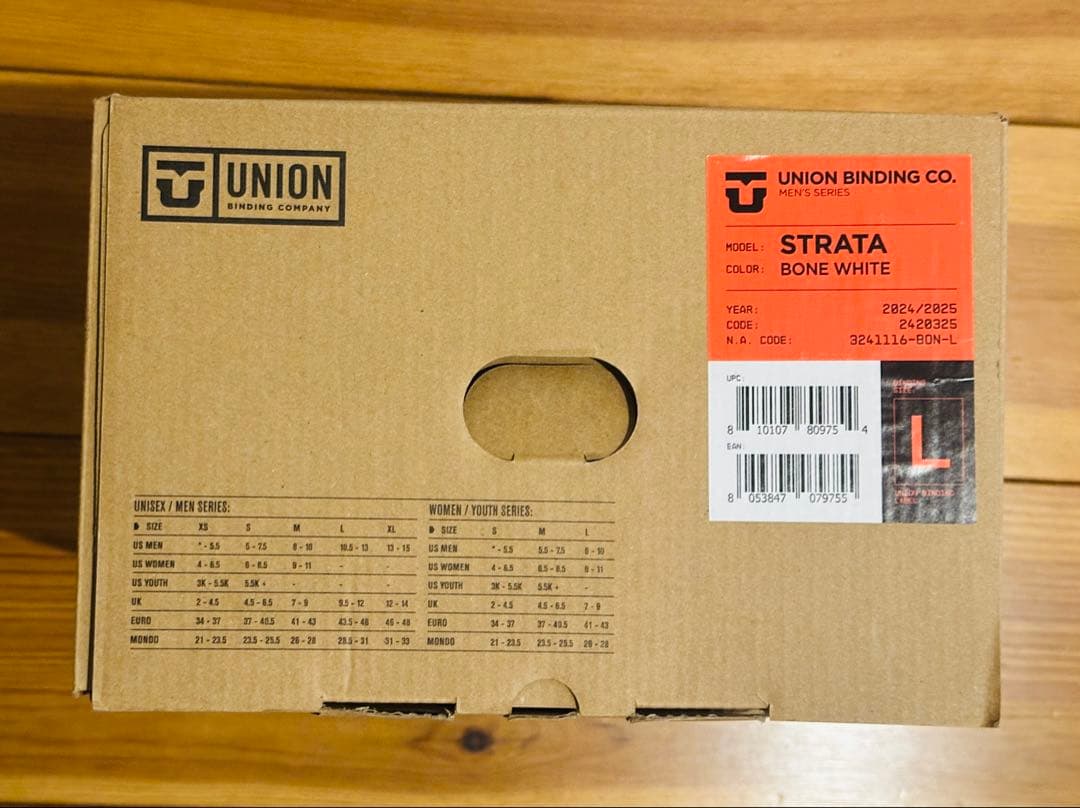 UNION
BINDING COMPANY
UNION BINDING CO.
MEN'S SERIES
MODEL: STRATA
COLOR: BONE WHITE
YEAR: 2024/2025
CODE: 2420325
N.A. CODE: 3241116-BON-L
UPC:
8 10107 80975 4
EAN:
8 053847 079755
BINDING
SIZE:
L
UNION BINDING
LABEL
UNISEX / MEN SERIES:
SIZE XS S M L XL
US MEN * - 5.5 5 - 7.5 8 - 10 10.5 - 13 13 - 15
US WOMEN 4 - 6.5 6 - 8.5 9 - 11 - -
US YOUTH 3K - 5.5K 5.5K + - - -
UK 2 - 4.5 4.5 - 6.5 7 - 9 9.5 - 12 12 - 14
EURO 34 - 37 37 - 40.5 41 - 43 43.5 - 46 46 - 48
MONDO 21 - 23.5 23.5 - 25.5 26 - 28 28.5 - 31 31 - 33
WOMEN / YOUTH SERIES:
SIZE S M L
US MEN * - 5.5 5.5 - 7.5 8 - 10
US WOMEN 4 - 6.5 6.5 - 8.5 8 - 11
US YOUTH 3K - 5.5K 5.5K + -
UK 2 - 4.5 4.5 - 6.5 7 - 9
EURO 34 - 37 37 - 40.5 41 - 43
MONDO 21 - 23.5 23.5 - 25.5 26 - 28